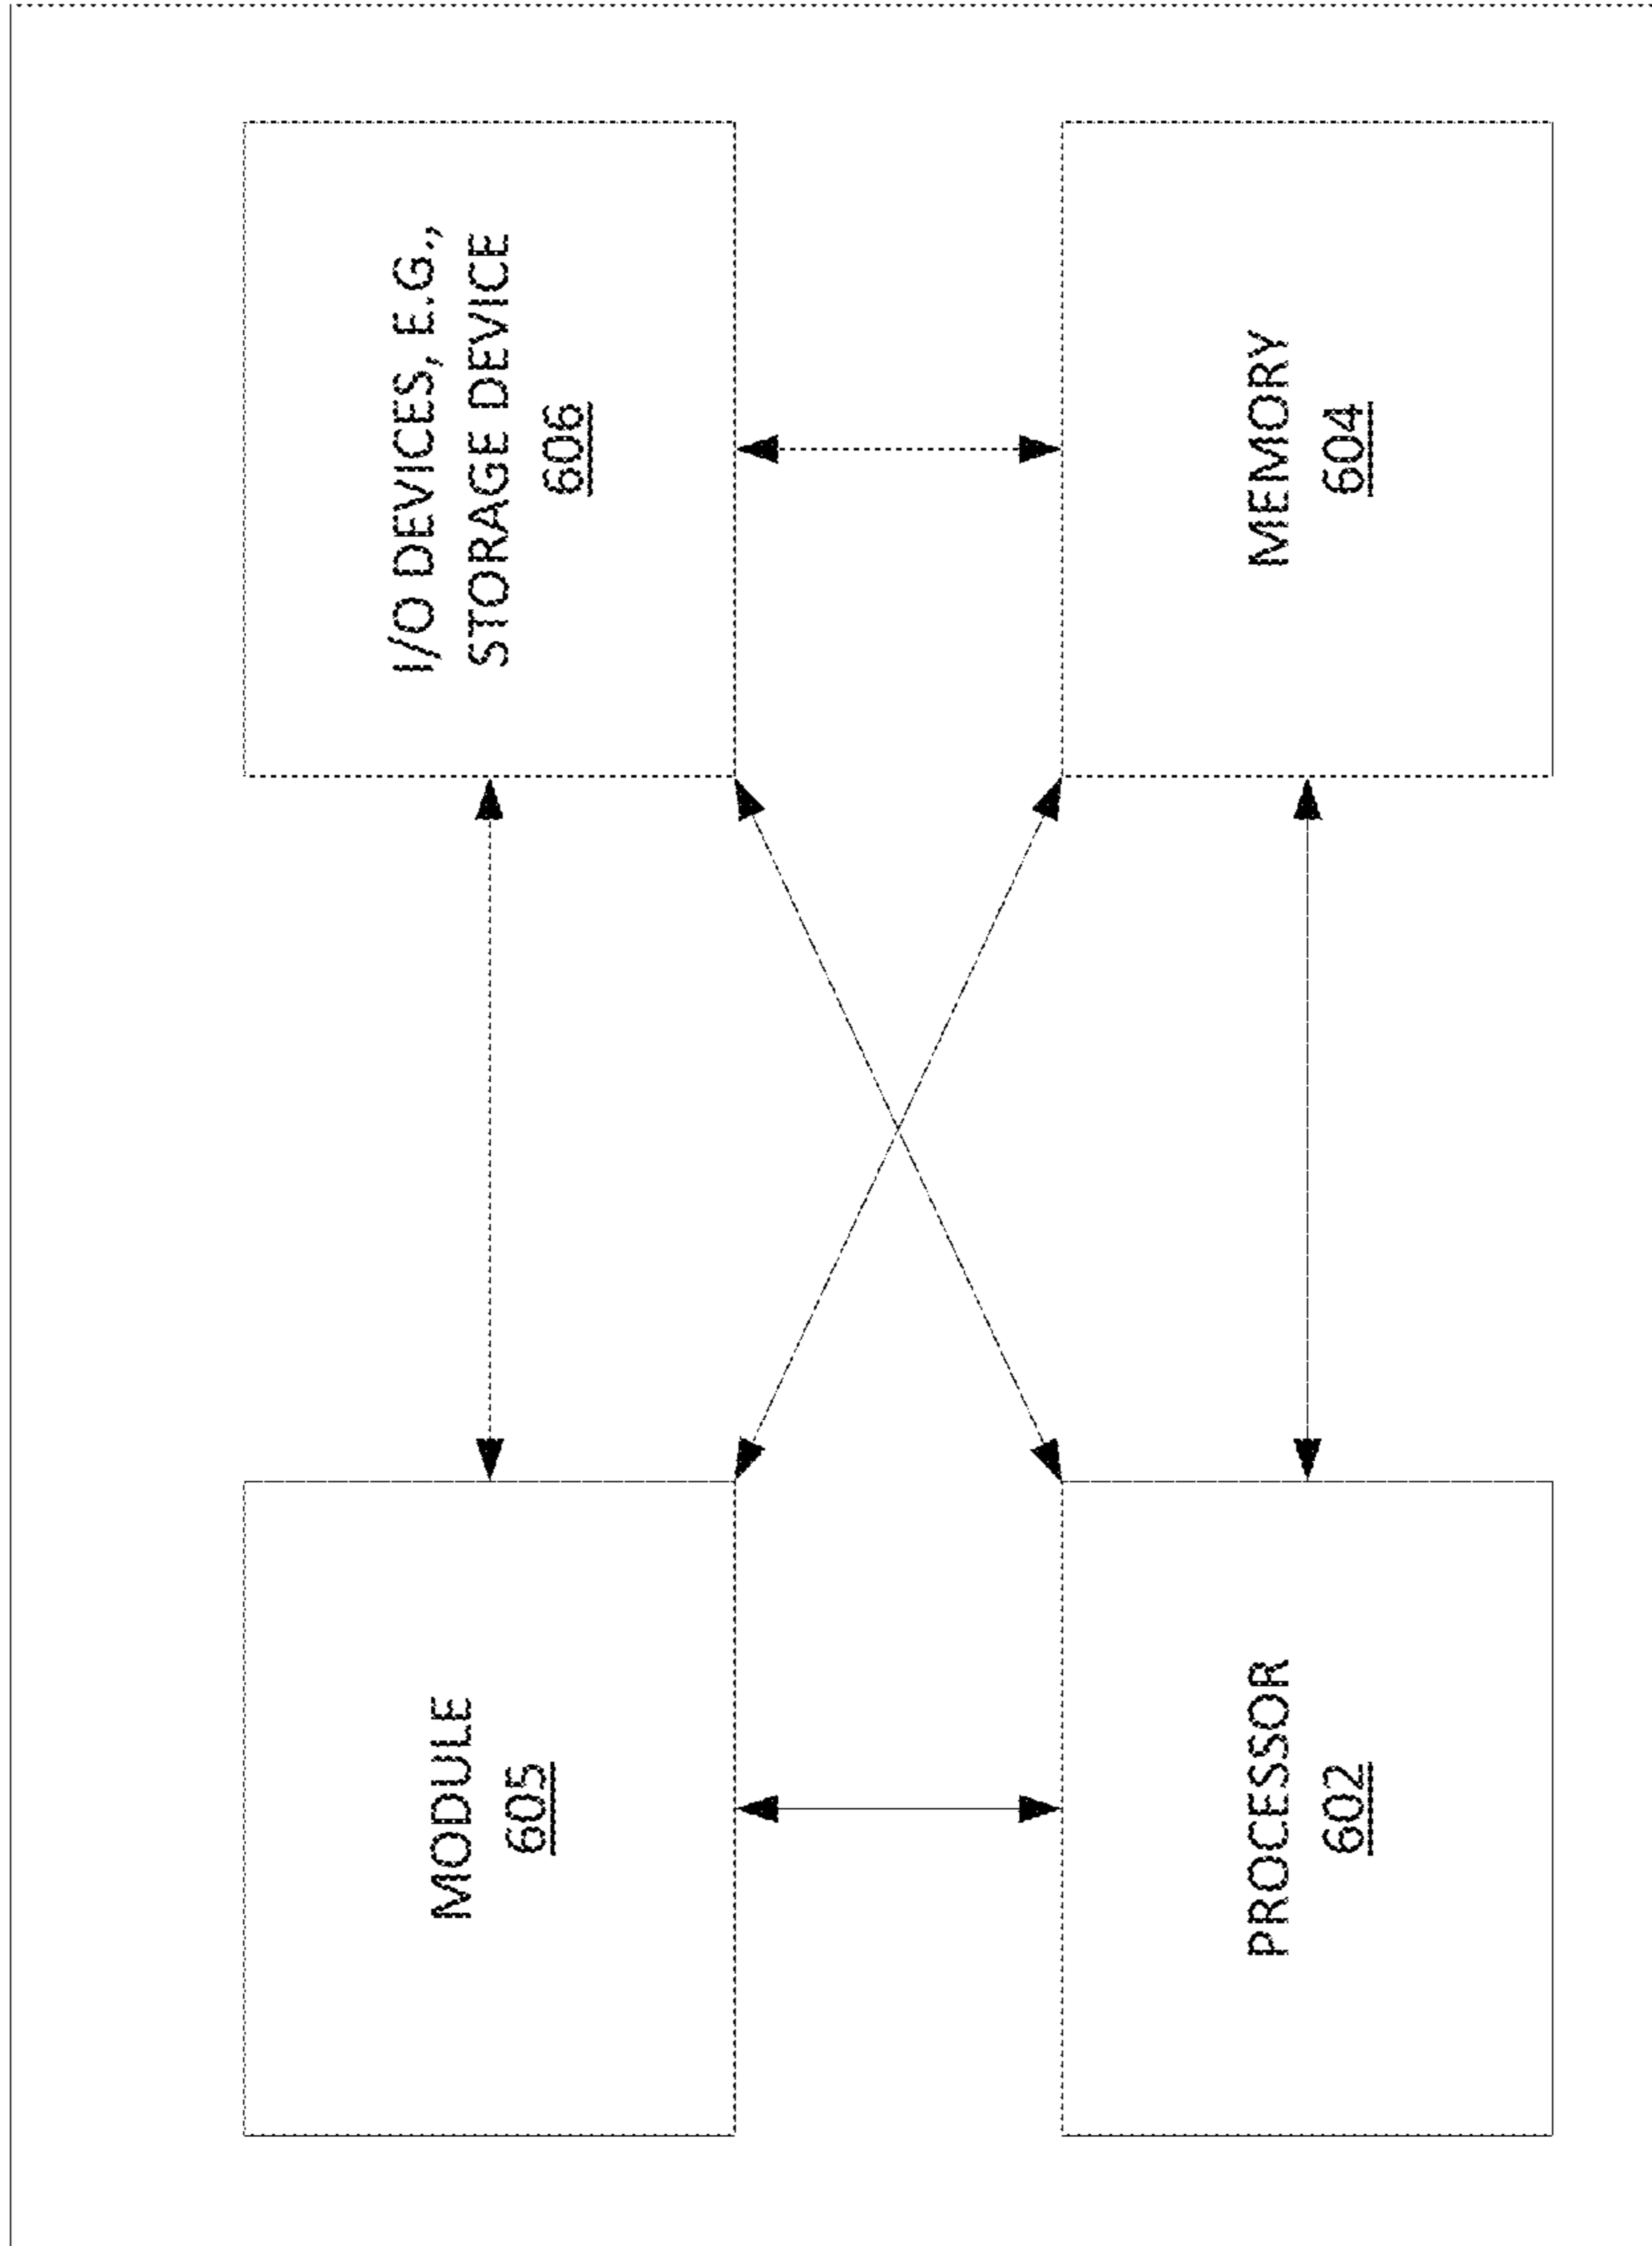 MODULE
605
I/O DEVICES, E.G.,
STORAGE DEVICE
606
PROCESSOR
602
MEMORY
604